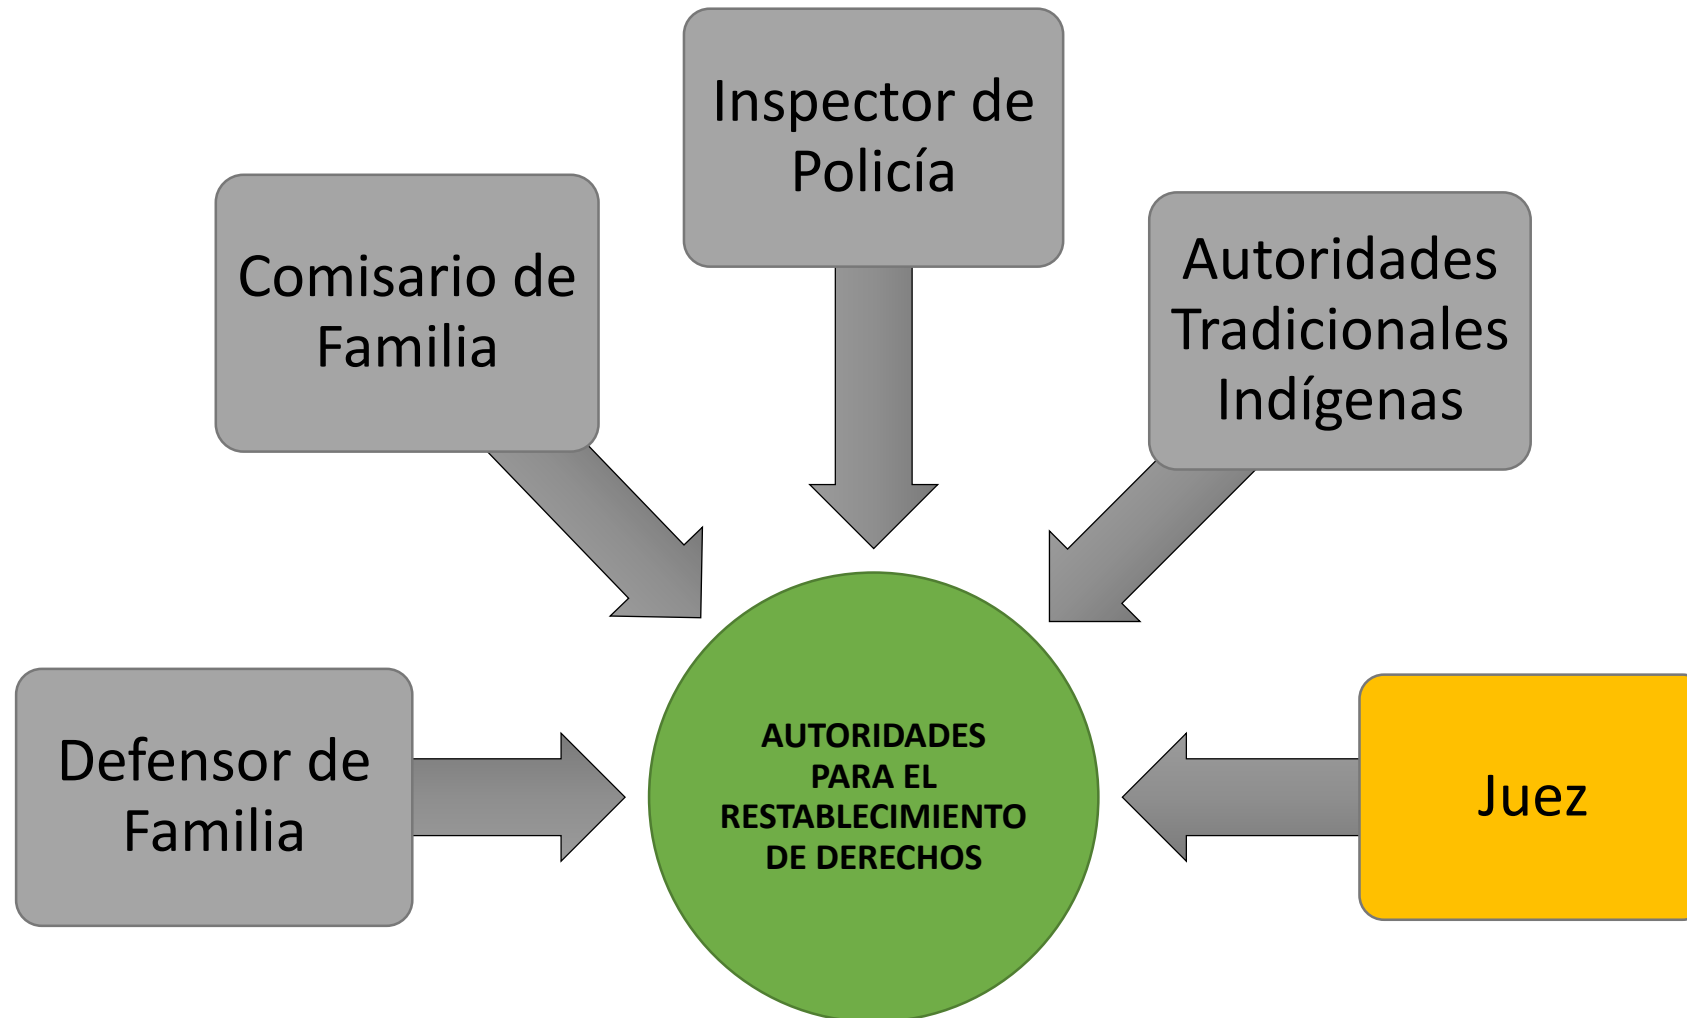 Inspector de
Policía
Comisario de
Familia
Autoridades
Tradicionales
Indígenas
Defensor de
Familia
AUTORIDADES
PARA EL
RESTABLECIMIENTO
DE DERECHOS
Juez